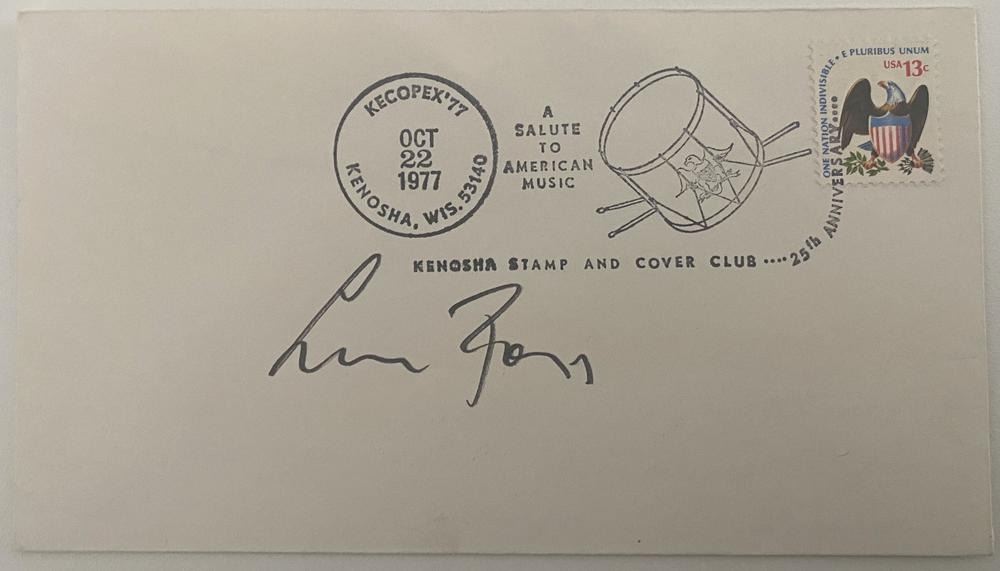 KECOPEX'77
OCT
22
1977
KENOSHA, WIS. 53140
A
SALUTE
TO
AMERICAN
MUSIC
KENOSHA STAMP AND COVER CLUB .... 25th ANNIVERSARY....
ONE NATION INDIVISIBLE • E PLURIBUS UNUM
USA 13c